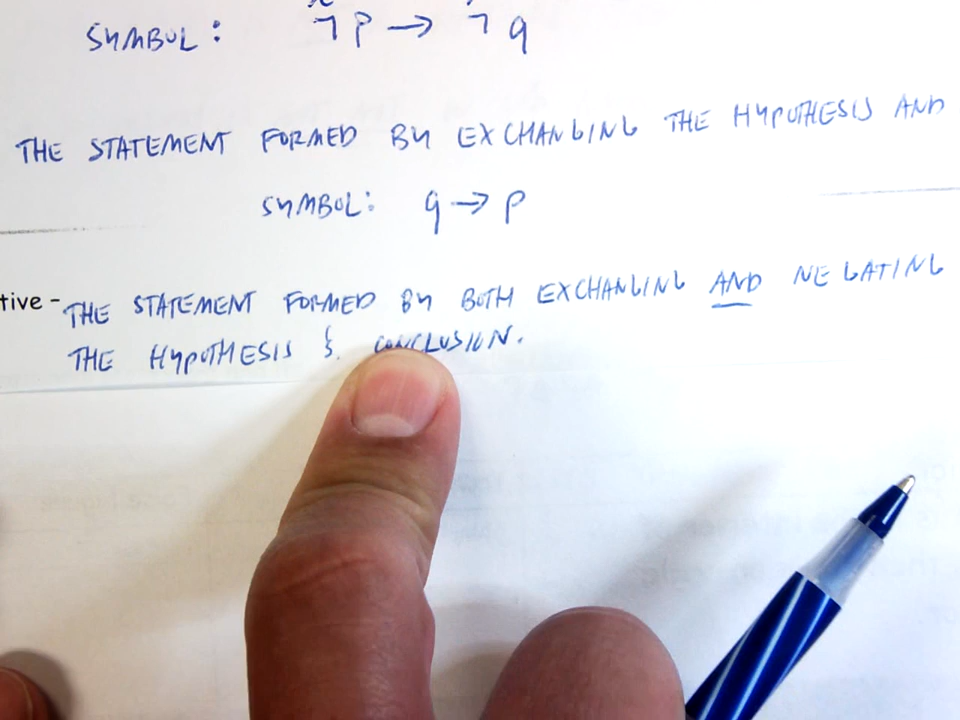 SYMBOL: ¬p → ¬q
THE STATEMENT FORMED BY EXCHANGING THE HYPOTHESIS AND
SYMBOL: q → p
tive - THE STATEMENT FORMED BY BOTH EXCHANGING AND NEGATING
THE HYPOTHESIS & CONCLUSION.